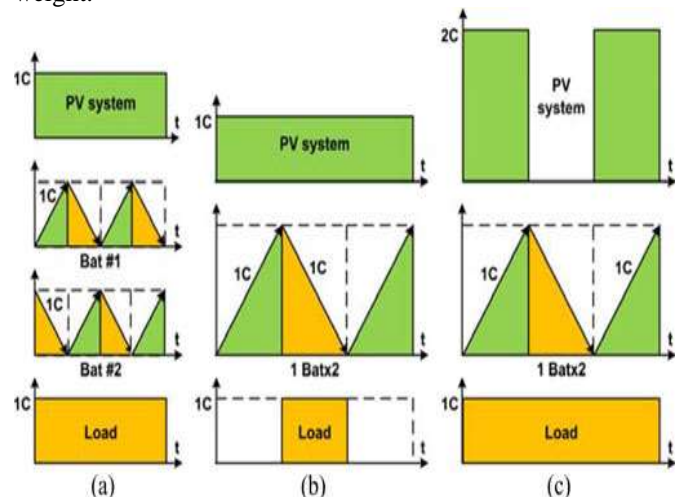 weight.
1C
PV system
t
1C
t
Bat #1
1C
t
Bat #2
1C
Load
t
(a)
1C
PV system
t
1C
1C
t
1 Batx2
1C
Load
t
(b)
2C
PV
system
t
1C
1C
t
1 Batx2
1C
Load
t
(c)